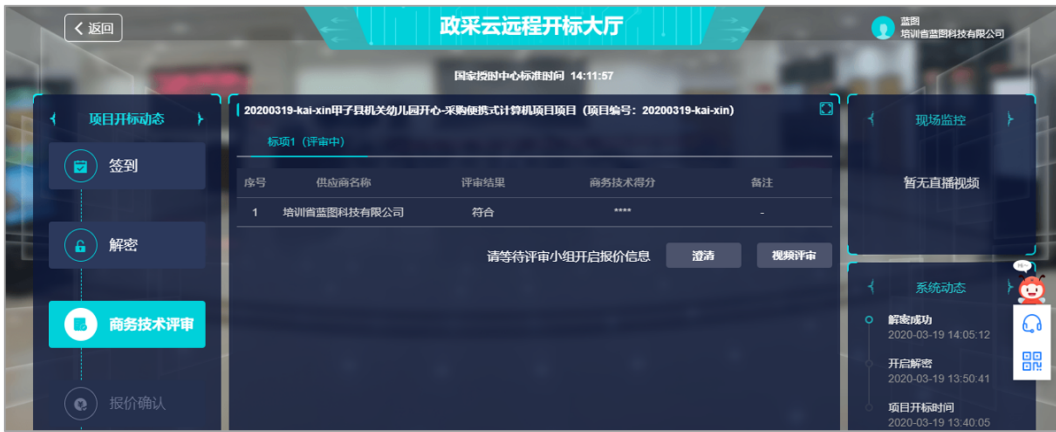 返回
政采云远程开标大厅
蓝图
培训省蓝图科技有限公司
国家授时中心标准时间 14:11:57
项目开标动态
签到
解密
商务技术评审
报价确认
20200319-kai-xin甲子县机关幼儿园开心-采购便携式计算机项目项目（项目编号：20200319-kai-xin）
标项1（评审中）
序号 供应商名称 评审结果 商务技术得分 备注
1 培训省蓝图科技有限公司 符合 **** -
请等待评审小组开启报价信息 澄清 视频评审
现场监控
暂无直播视频
系统动态
解密成功
2020-03-19 14:05:12
开启解密
2020-03-19 13:50:41
项目开标时间
2020-03-19 13:40:05